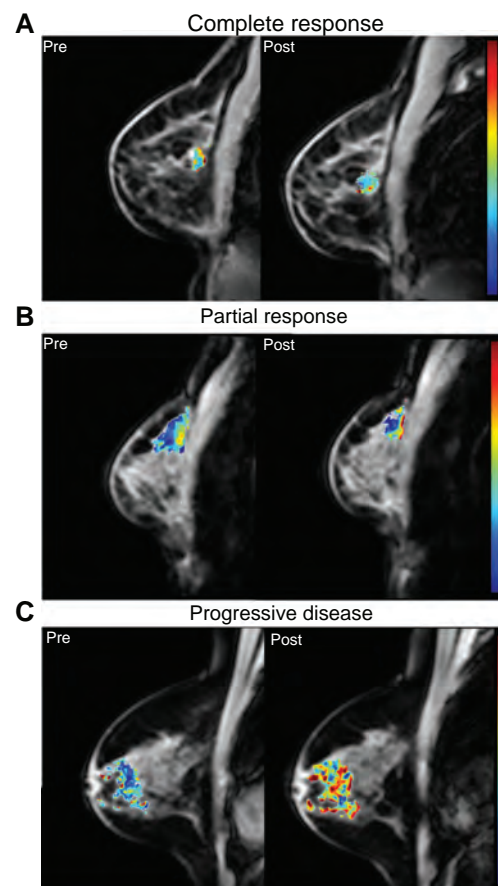 A Complete response
Pre Post
B Partial response
Pre Post
C Progressive disease
Pre Post